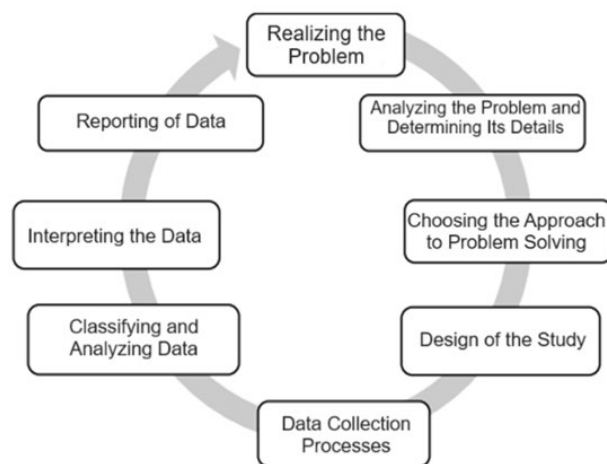 Realizing the
Problem
Analyzing the Problem and
Determining Its Details
Choosing the Approach
to Problem Solving
Design of the Study
Data Collection
Processes
Classifying and
Analyzing Data
Interpreting the Data
Reporting of Data